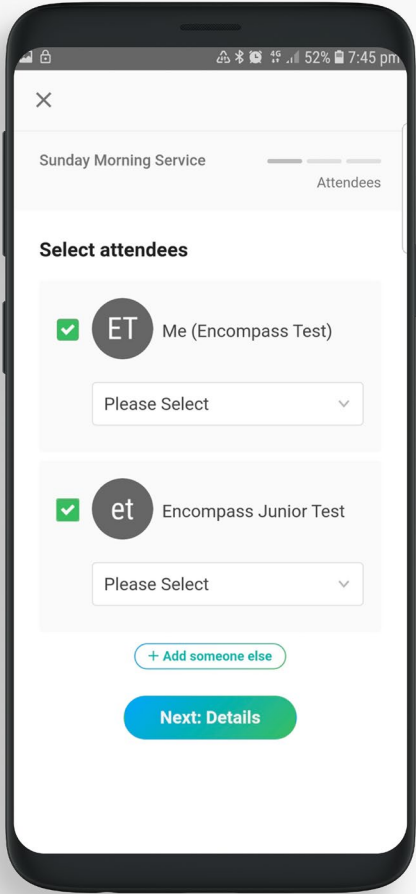 4G 52% 7:45 pm
Sunday Morning Service
Attendees
Select attendees
ET Me (Encompass Test)
Please Select
et Encompass Junior Test
Please Select
+ Add someone else
Next: Details